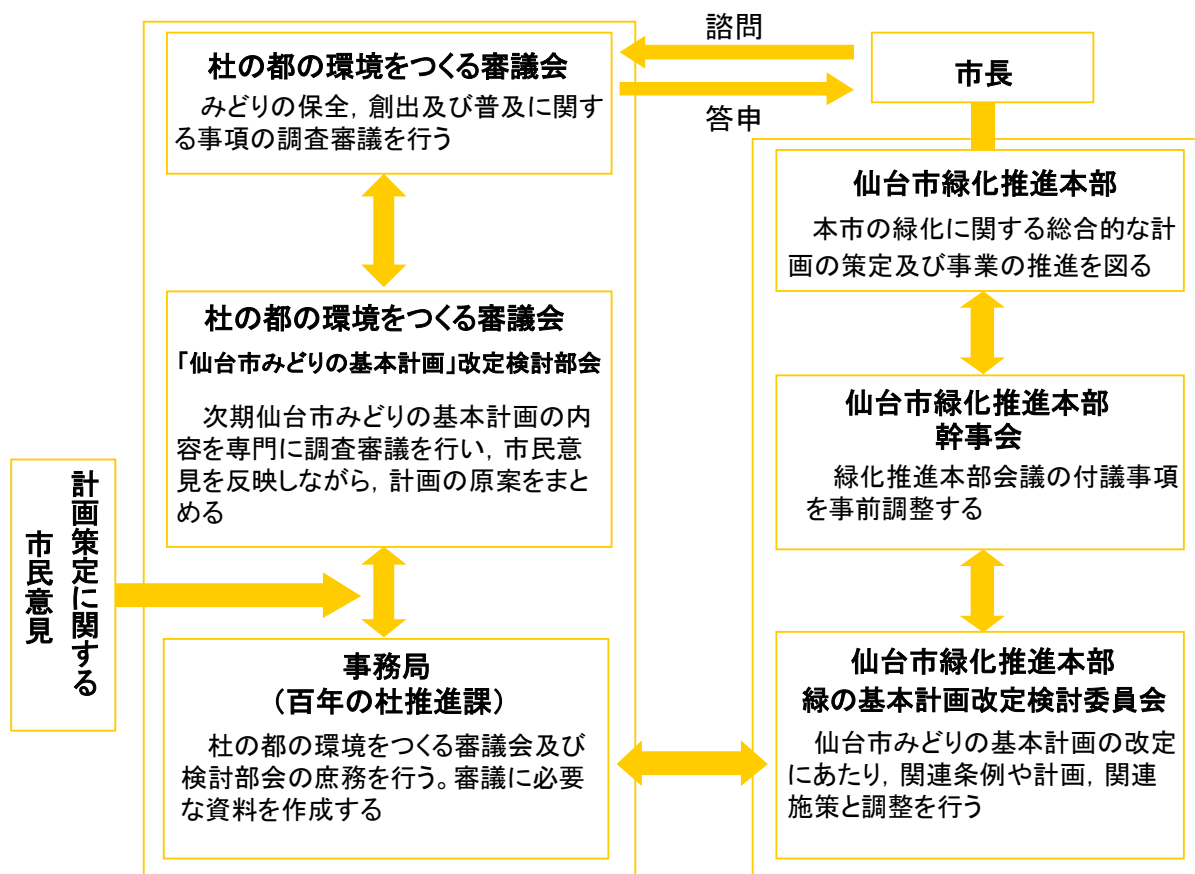 諮問
答申
市長
杜の都の環境をつくる審議会
みどりの保全，創出及び普及に関す
る事項の調査審議を行う
杜の都の環境をつくる審議会
「仙台市みどりの基本計画」改定検討部会
次期仙台市みどりの基本計画の内
容を専門に調査審議を行い，市民意
見を反映しながら，計画の原案をまと
める
計画策定に関する
市民意見
事務局
（百年の杜推進課）
杜の都の環境をつくる審議会及び
検討部会の庶務を行う。審議に必要
な資料を作成する
仙台市緑化推進本部
本市の緑化に関する総合的な計
画の策定及び事業の推進を図る
仙台市緑化推進本部
幹事会
緑化推進本部会議の付議事項
を事前調整する
仙台市緑化推進本部
緑の基本計画改定検討委員会
仙台市みどりの基本計画の改定
にあたり，関連条例や計画，関連
施策と調整を行う